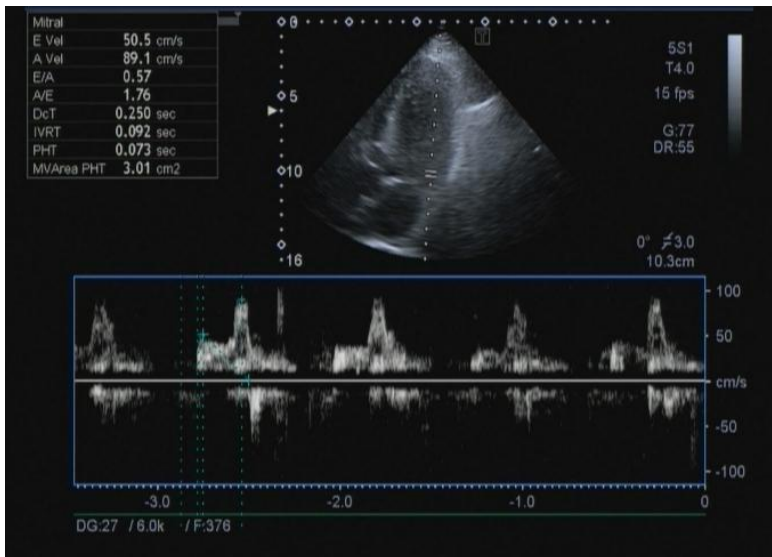 Mitral
E Vel 50.5 cm/s
A Vel 89.1 cm/s
E/A 0.57
A/E 1.76
DcT 0.250 sec
IVRT 0.092 sec
PHT 0.073 sec
MVArea PHT 3.01 cm2
0
5
10
16
T
5S1
T4.0
15 fps
G:77
DR:55
0° 3.0
10.3cm
100
50
cm/s
-50
-100
-3.0 -2.0 -1.0 0
DG:27 / 6.0k / F:376